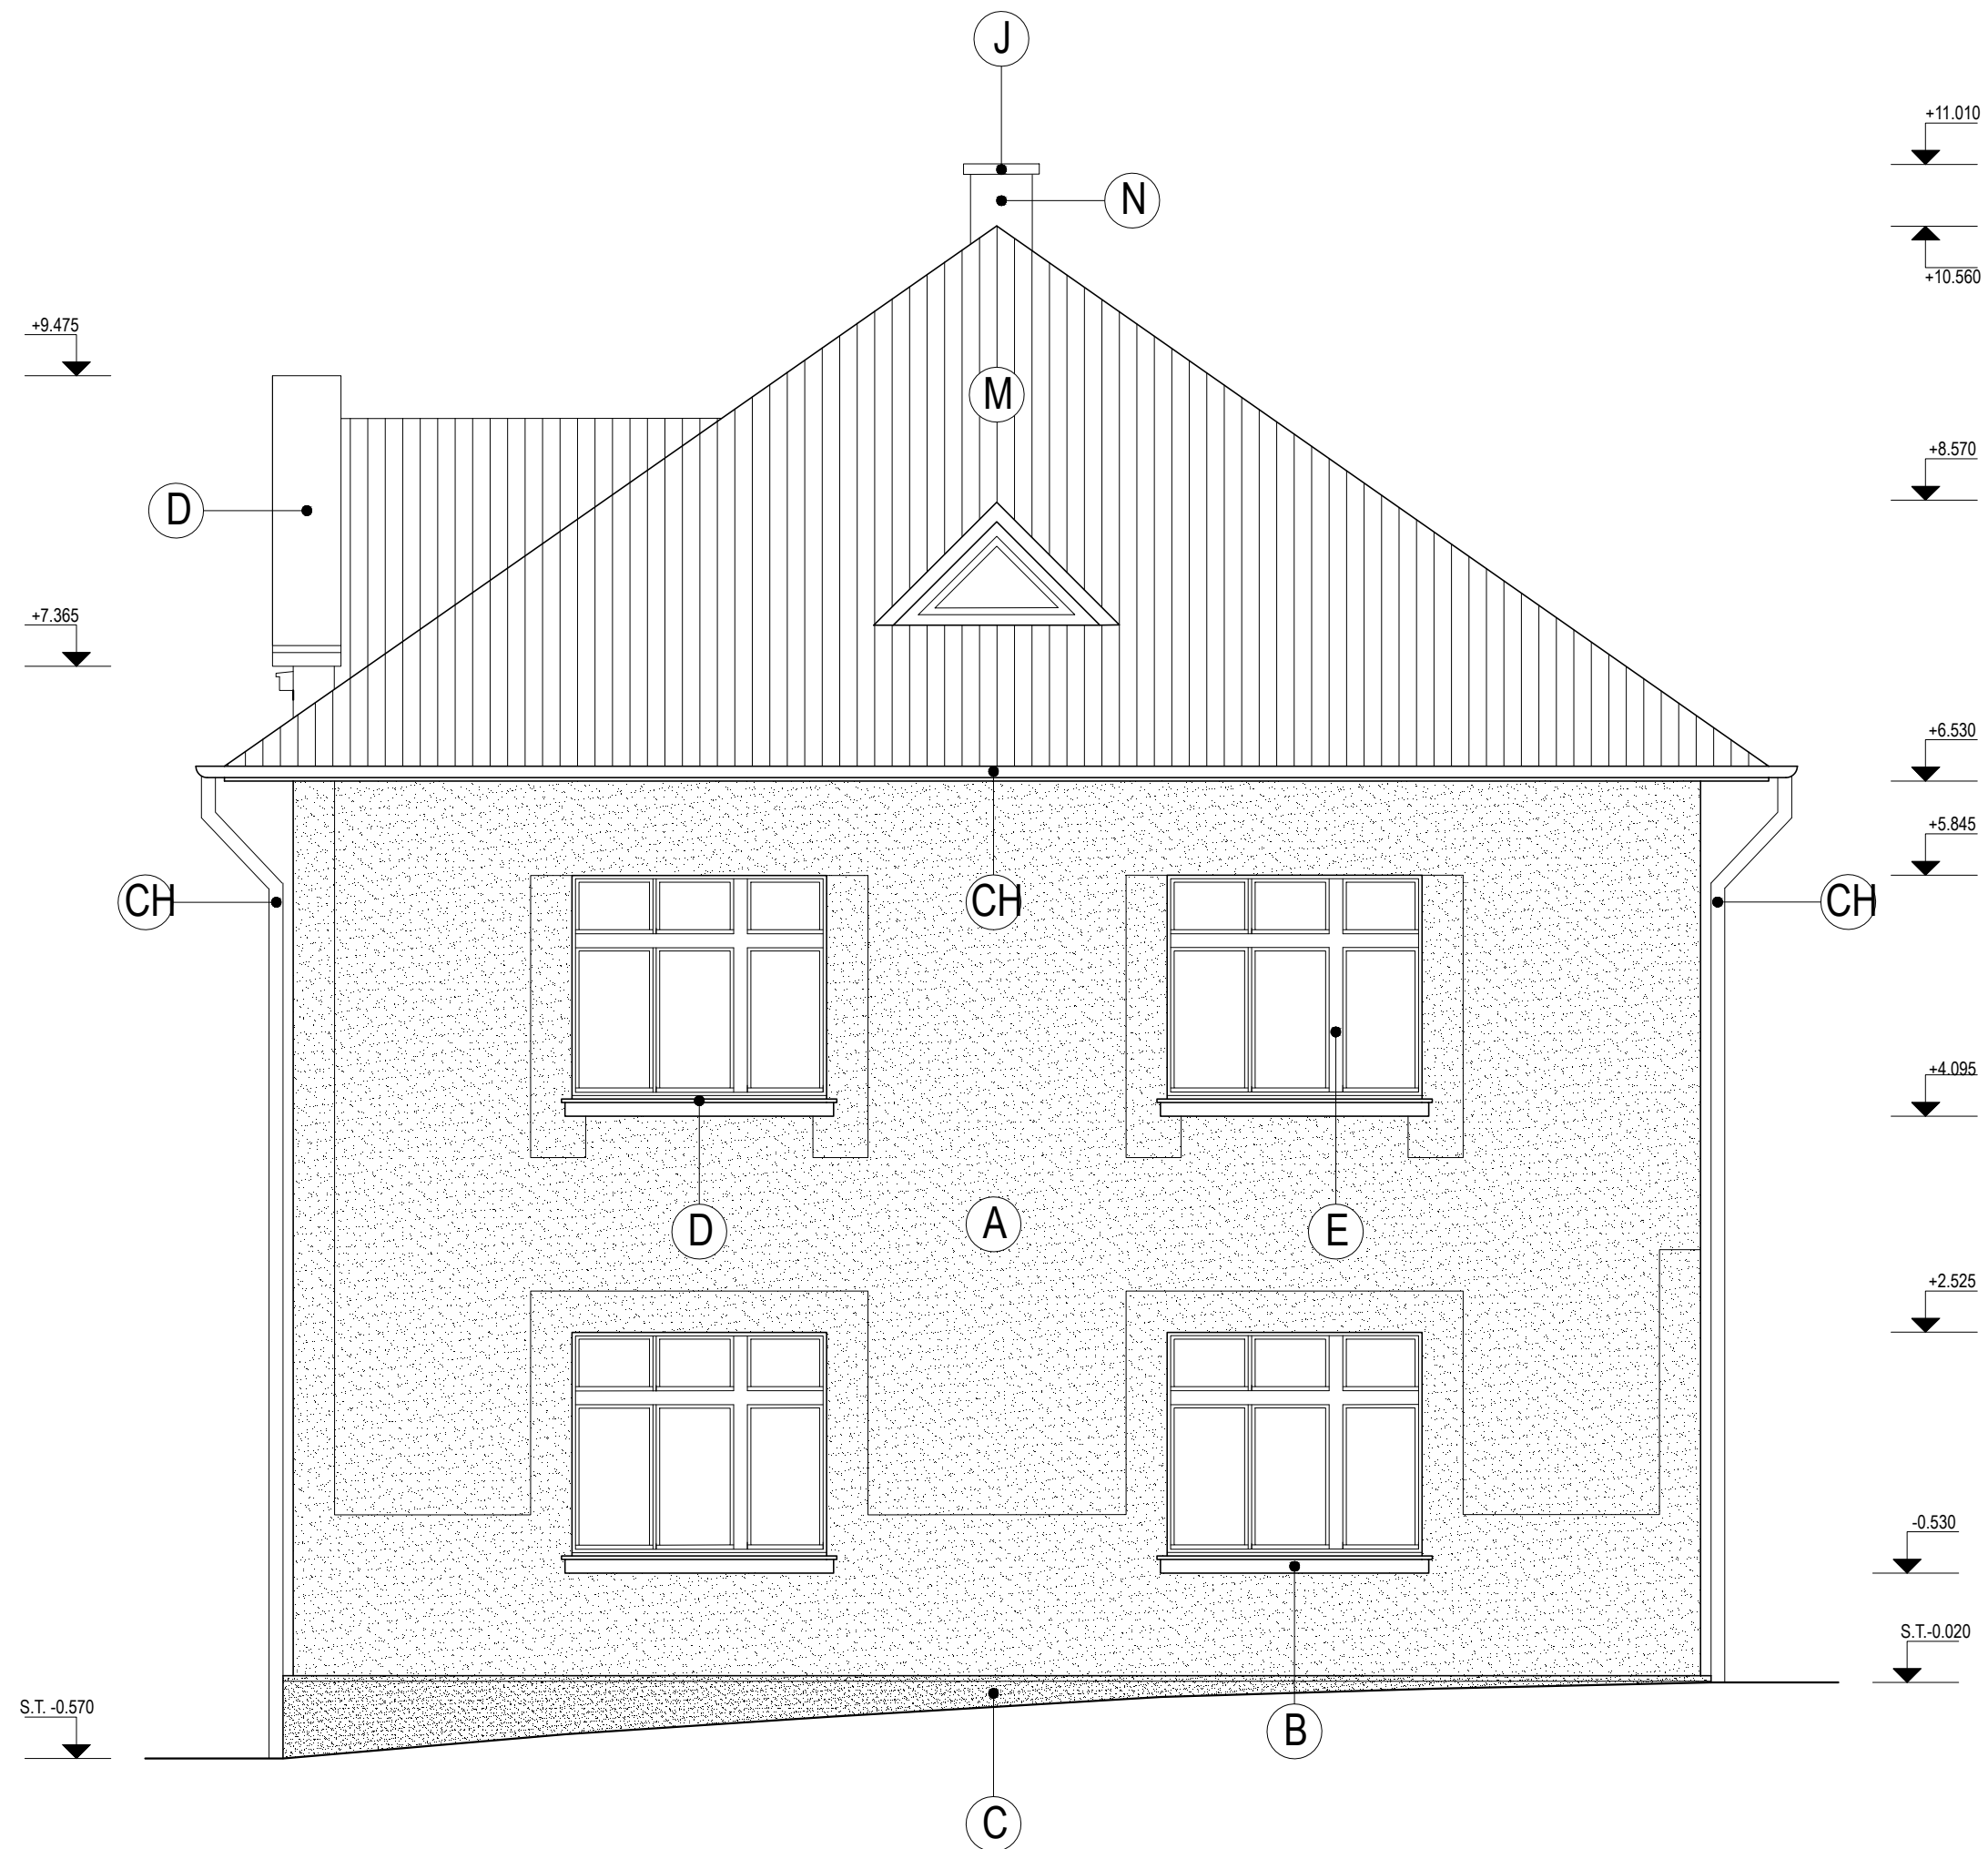 J
+11.010
N
+10.560
+9.475
M
+8.570
D
+7.365
+6.530
+5.845
CH
CH
CH
+4.095
D
A
E
+2.525
-0.530
S.T.-0.020
S.T. -0.570
B
C